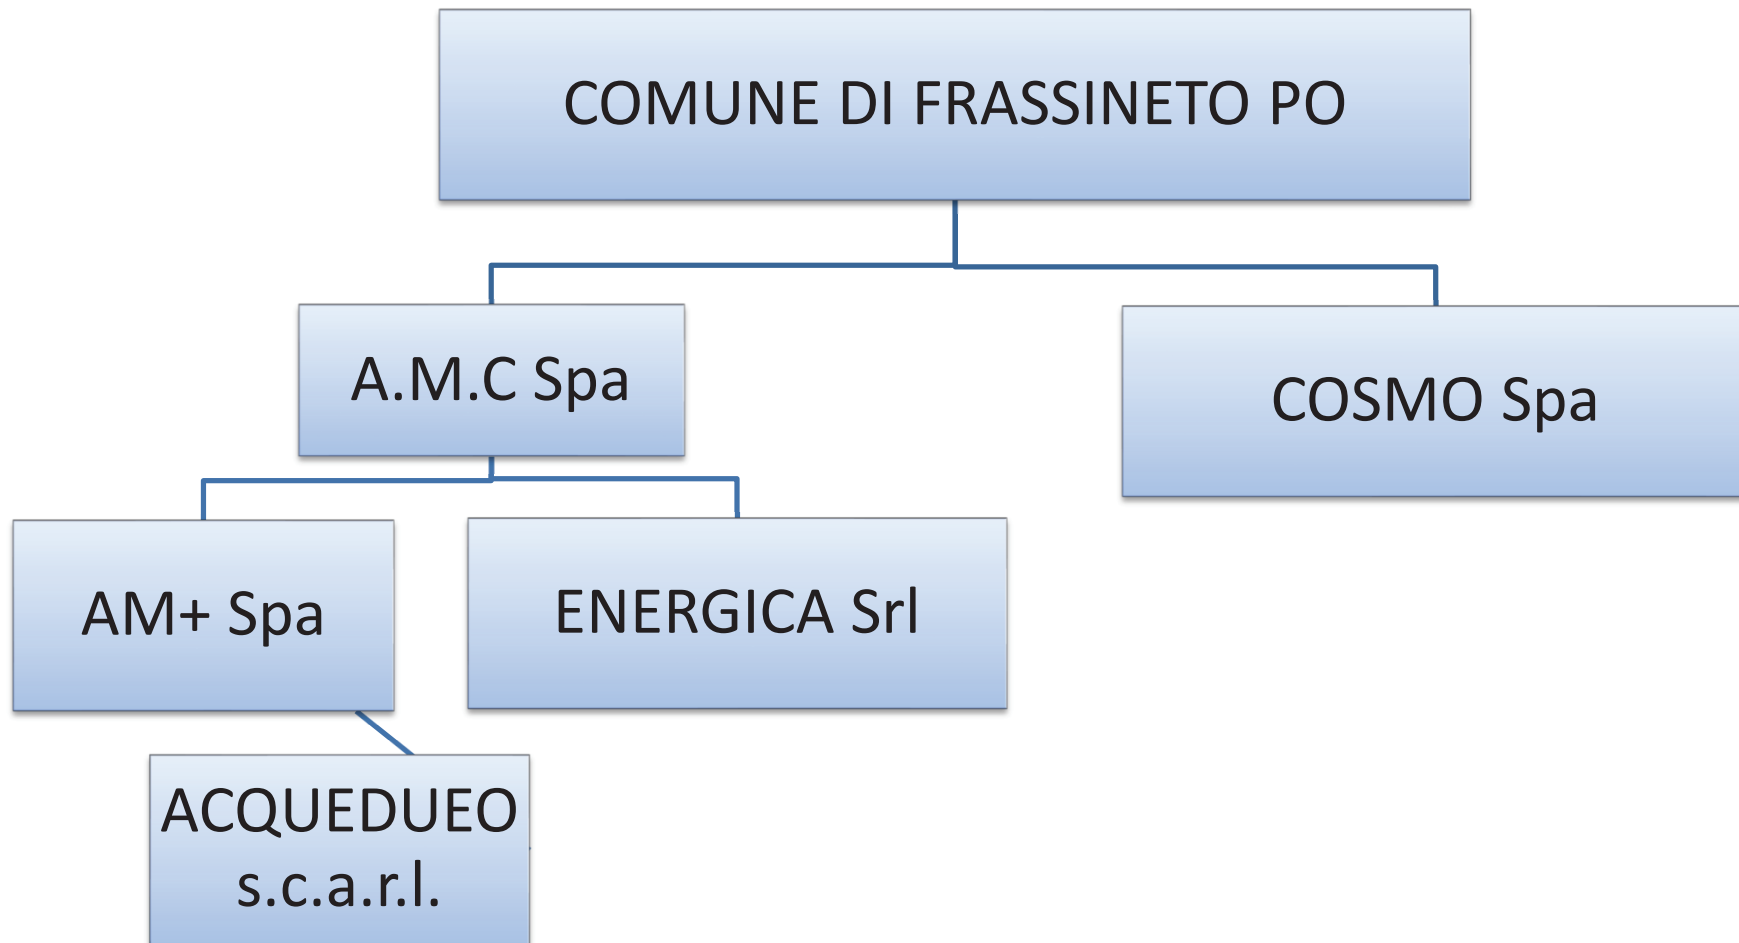 COMUNE DI FRASSINETO PO
A.M.C Spa
COSMO Spa
AM+ Spa
ENERGICA Srl
ACQUEDUEO
s.c.a.r.l.